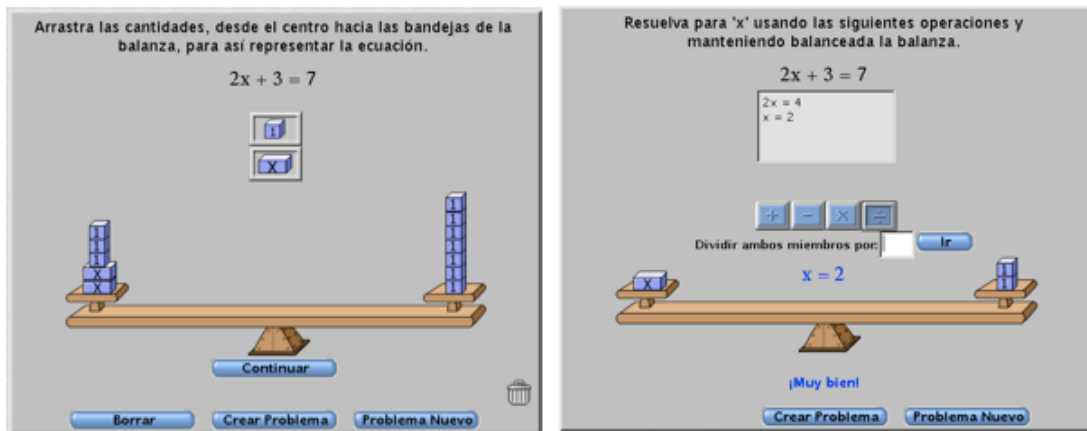 Arrastra las cantidades, desde el centro hacia las bandejas de la
balanza, para así representar la ecuación.
2x + 3 = 7
1
X
1
1
1
X
X
1
1
1
1
1
1
1
Continuar
Borrar
Crear Problema
Problema Nuevo
Resuelva para 'x' usando las siguientes operaciones y
manteniendo balanceada la balanza.
2x + 3 = 7
2x = 4
x = 2
+ − x ÷
Dividir ambos miembros por:
Ir
x = 2
X
1
1
¡Muy bien!
Crear Problema
Problema Nuevo